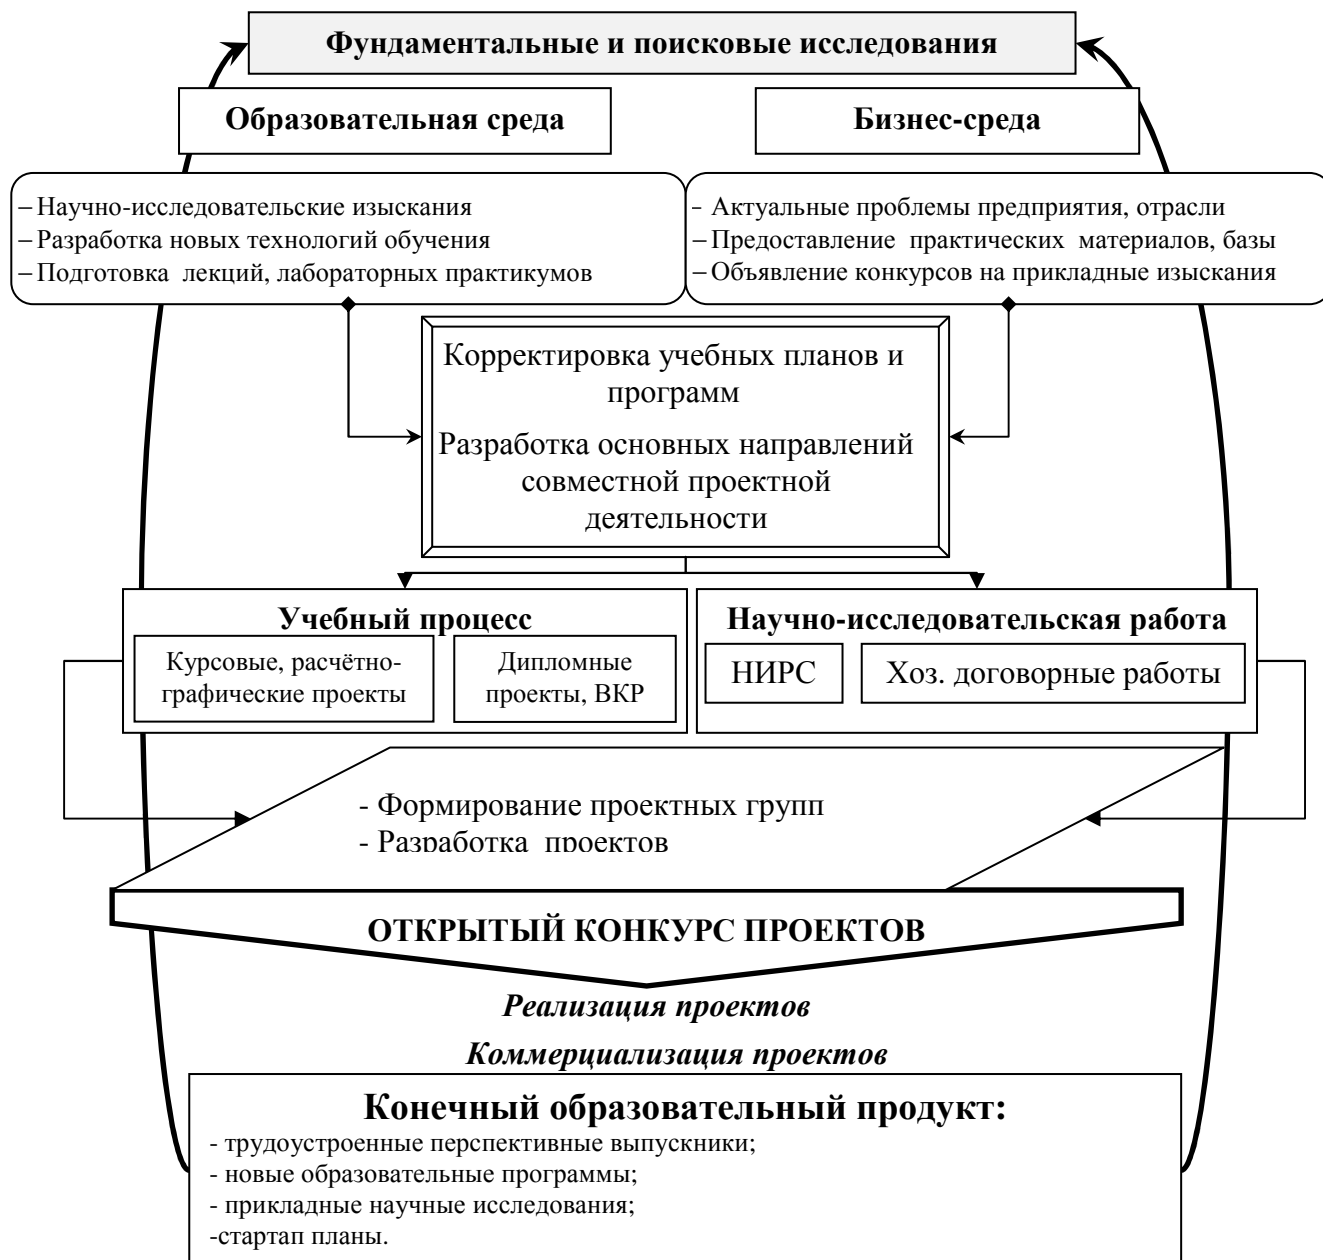 Фундаментальные и поисковые исследования
Образовательная среда
Бизнес-среда
– Научно-исследовательские изыскания
– Разработка новых технологий обучения
– Подготовка лекций, лабораторных практикумов
- Актуальные проблемы предприятия, отрасли
– Предоставление практических материалов, базы
– Объявление конкурсов на прикладные изыскания
Корректировка учебных планов и
программ
Разработка основных направлений
совместной проектной
деятельности
Учебный процесс
Курсовые, расчётно-
графические проекты
Дипломные
проекты, ВКР
Научно-исследовательская работа
НИРС
Хоз. договорные работы
- Формирование проектных групп
- Разработка проектов
ОТКРЫТЫЙ КОНКУРС ПРОЕКТОВ
Реализация проектов
Коммерциализация проектов
Конечный образовательный продукт:
- трудоустроенные перспективные выпускники;
- новые образовательные программы;
- прикладные научные исследования;
-стартап планы.